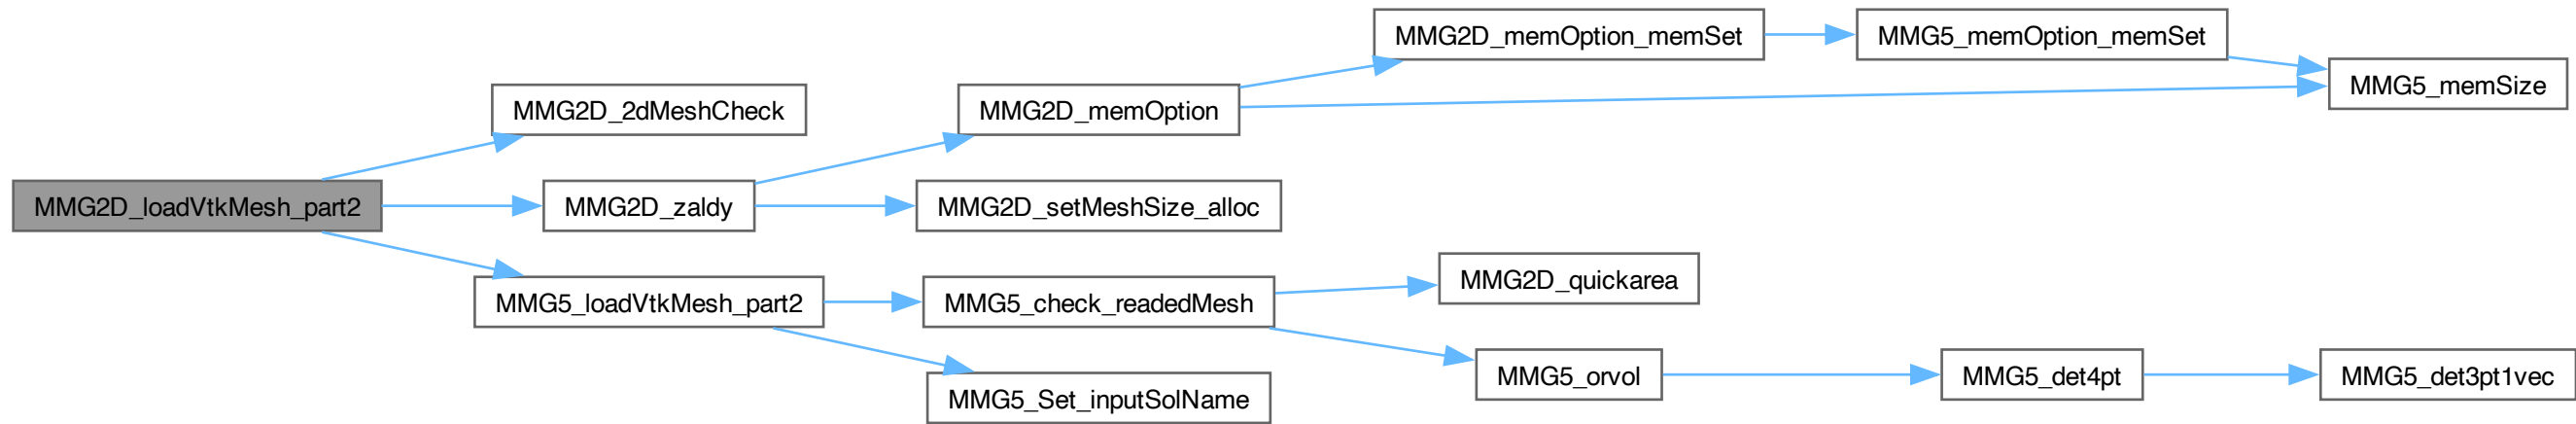 MMG2D_memOption_memSet
MMG5_memOption_memSet
MMG5_memSize
MMG2D_2dMeshCheck
MMG2D_memOption
MMG2D_loadVtkMesh_part2
MMG2D_zaldy
MMG2D_setMeshSize_alloc
MMG2D_quickarea
MMG5_loadVtkMesh_part2
MMG5_check_readedMesh
MMG5_orvol
MMG5_det4pt
MMG5_det3pt1vec
MMG5_Set_inputSolName